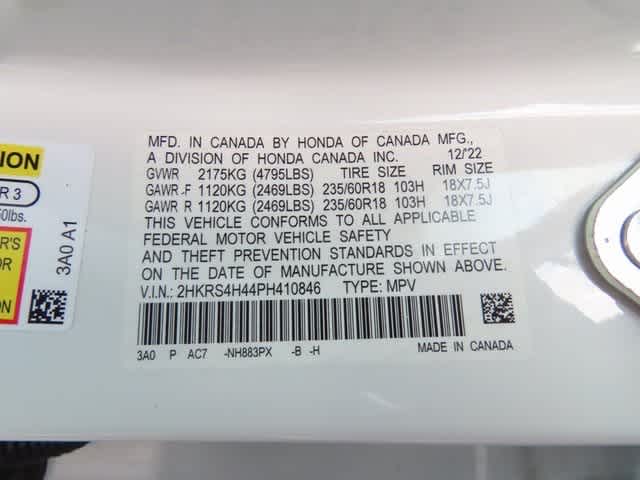 MFD. IN CANADA BY HONDA OF CANADA MFG.,
A DIVISION OF HONDA CANADA INC. 12/'22
GVWR 2175KG (4795LBS) TIRE SIZE RIM SIZE
GAWR -F 1120KG (2469LBS) 235/60R18 103H 18X7.5J
GAWR R 1120KG (2469LBS) 235/60R18 103H 18X7.5J
THIS VEHICLE CONFORMS TO ALL APPLICABLE
FEDERAL MOTOR VEHICLE SAFETY
AND THEFT PREVENTION STANDARDS IN EFFECT
ON THE DATE OF MANUFACTURE SHOWN ABOVE.
V.I.N.: 2HKRS4H44PH410846 TYPE: MPV
3A0 P AC7 -NH883PX -B -H MADE IN CANADA
ION
R 3
0lbs.
R'S
OR
ON
3A0 A1